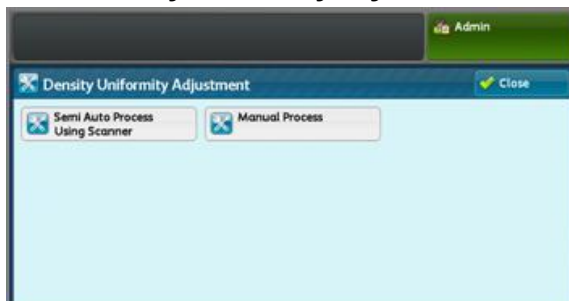 Admin
Density Uniformity Adjustment
Close
Semi Auto Process
Using Scanner
Manual Process